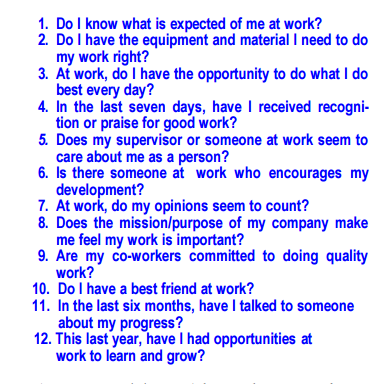 1. Do I know what is expected of me at work?
2. Do I have the equipment and material I need to do
my work right?
3. At work, do I have the opportunity to do what I do
best every day?
4. In the last seven days, have I received recogni-
tion or praise for good work?
5. Does my supervisor or someone at work seem to
care about me as a person?
6. Is there someone at work who encourages my
development?
7. At work, do my opinions seem to count?
8. Does the mission/purpose of my company make
me feel my work is important?
9. Are my co-workers committed to doing quality
work?
10. Do I have a best friend at work?
11. In the last six months, have I talked to someone
about my progress?
12. This last year, have I had opportunities at
work to learn and grow?